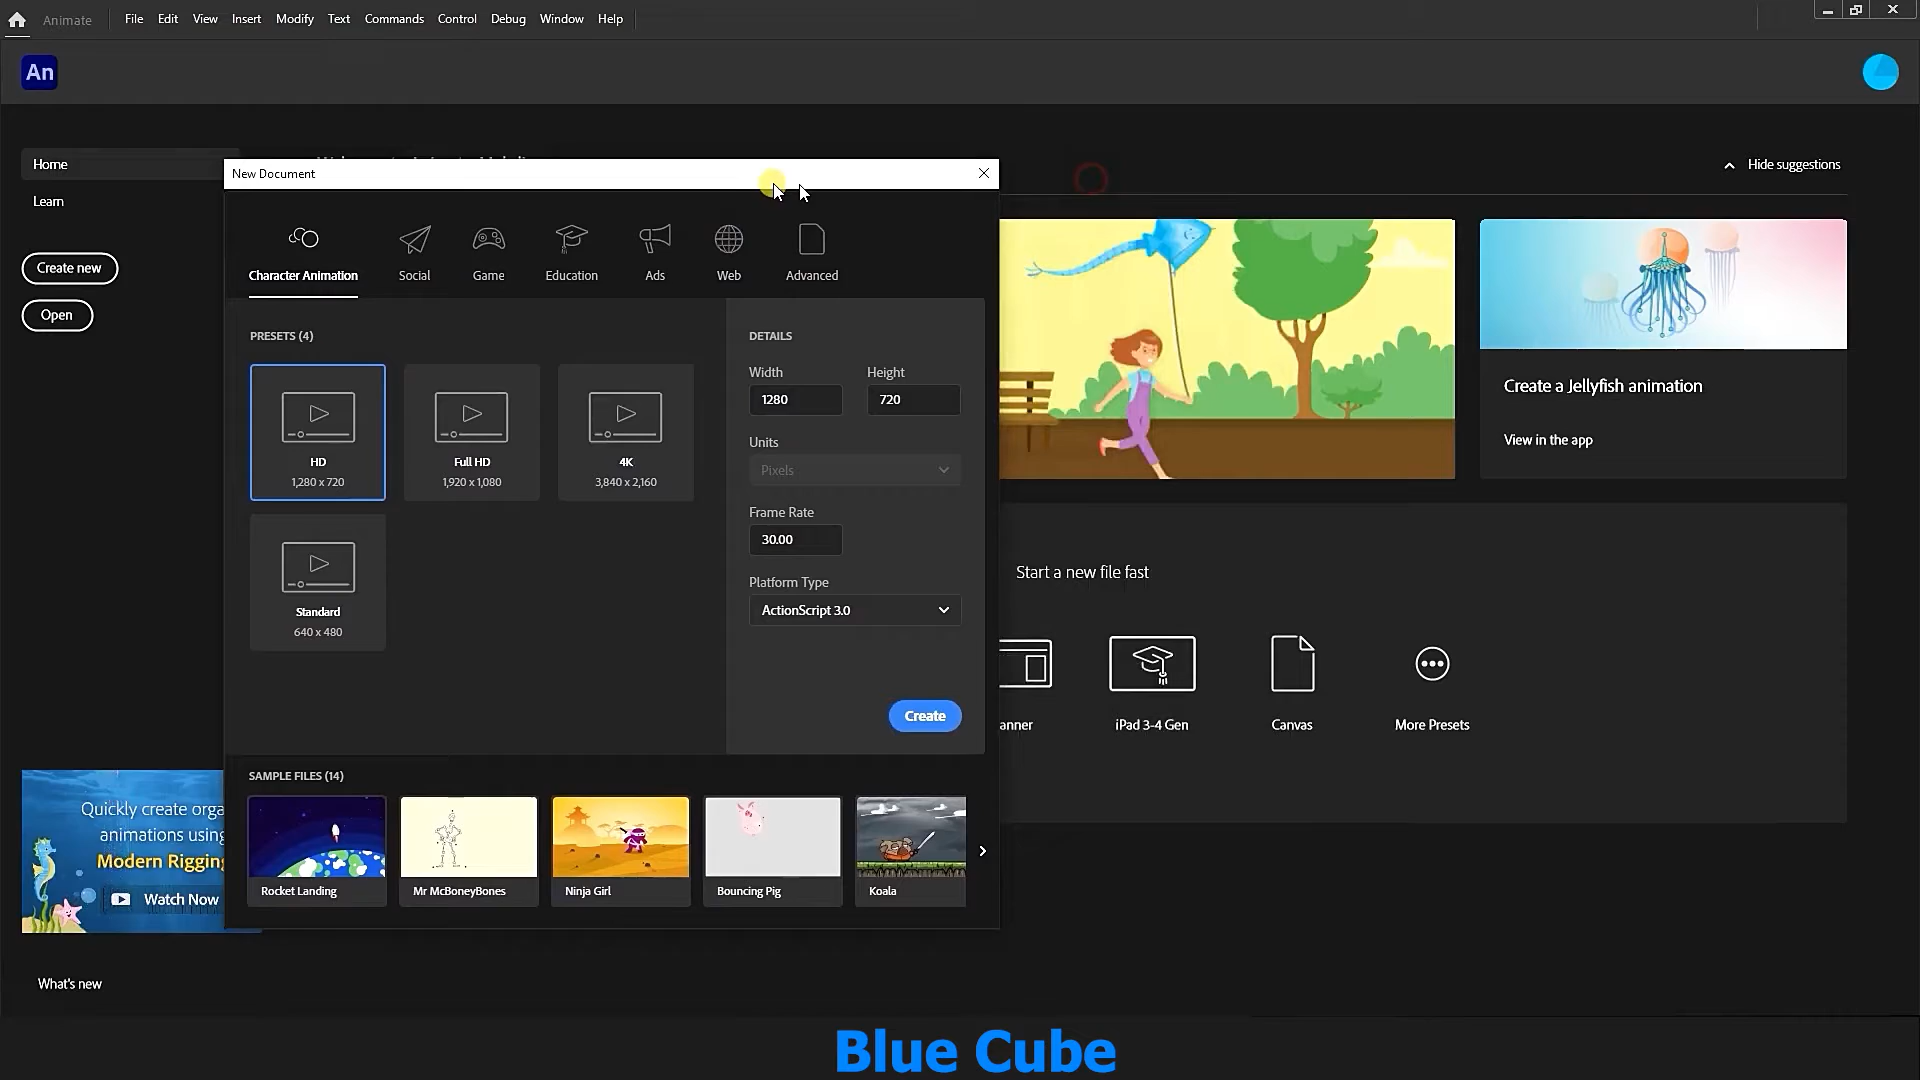 Animate
File Edit View Insert Modify Text Commands Control Debug Window Help
An
Home
Learn
Create new
Open
Hide suggestions
New Document
Character Animation Social Game Education Ads Web Advanced
PRESETS (4)
HD
1,280 x 720
Full HD
1,920 x 1,080
4K
3,840 x 2,160
Standard
640 x 480
DETAILS
Width Height
1280 720
Units
Pixels
Frame Rate
30.00
Platform Type
ActionScript 3.0
Create
SAMPLE FILES (14)
Rocket Landing
Mr McBoneyBones
Ninja Girl
Bouncing Pig
Koala
Create a Jellyfish animation
View in the app
Start a new file fast
anner
iPad 3-4 Gen
Canvas
More Presets
Quickly create orga
animations using
Modern Rigging
Watch Now
What's new
Blue Cube